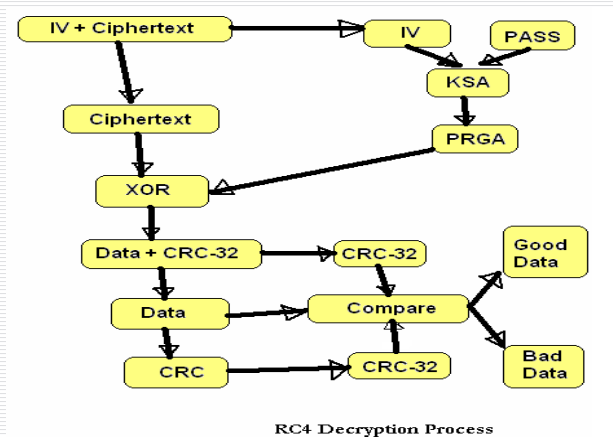 IV + Ciphertext
IV
PASS
KSA
Ciphertext
PRGA
XOR
Data + CRC-32
CRC-32
Good
Data
Data
Compare
CRC
CRC-32
Bad
Data
RC4 Decryption Process